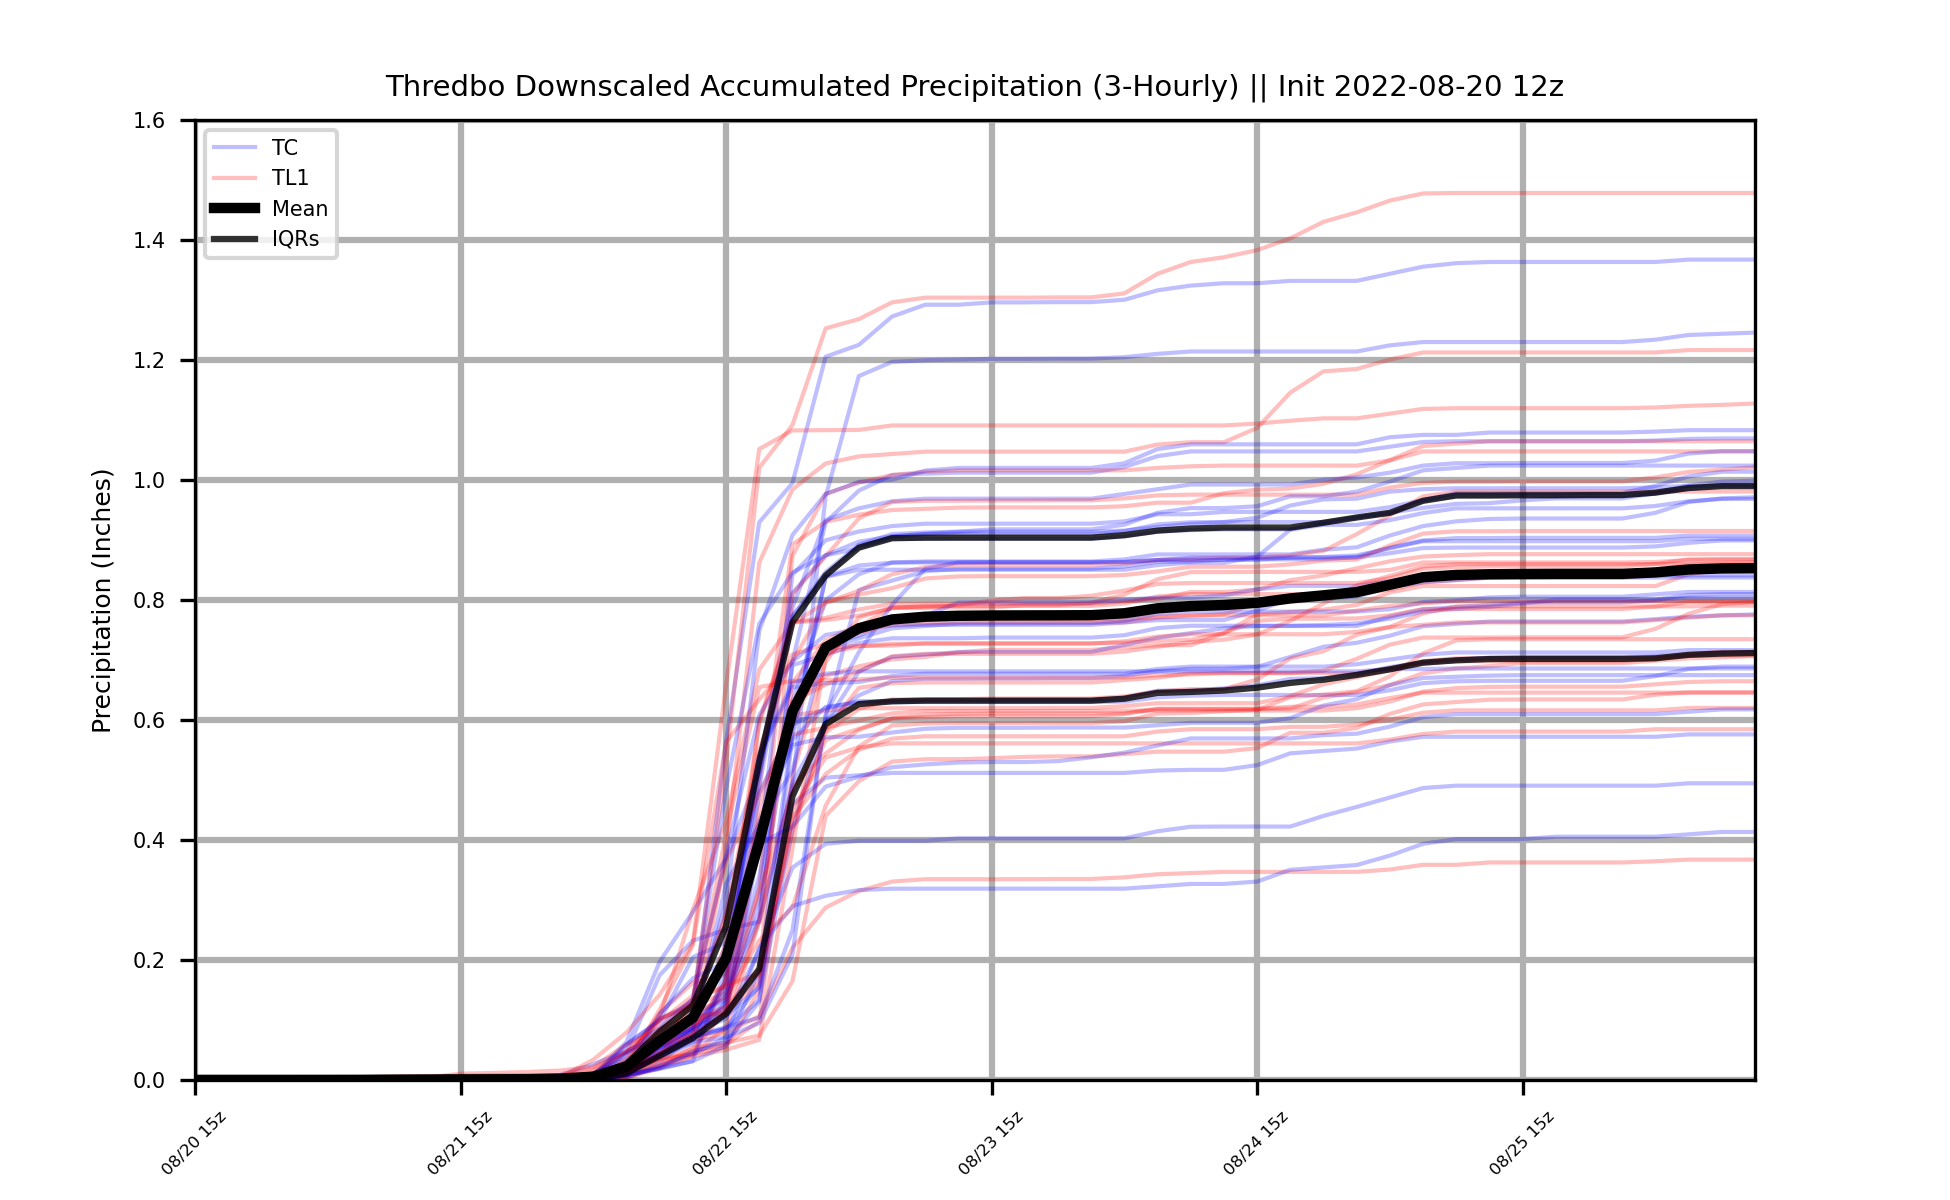 Thredbo Downscaled Accumulated Precipitation (3-Hourly) || Init 2022-08-20 12z
TC
TL1
Mean
IQRs
Precipitation (Inches)
1.6
1.4
1.2
1.0
0.8
0.6
0.4
0.2
0.0
08/20 15z
08/21 15z
08/22 15z
08/23 15z
08/24 15z
08/25 15z